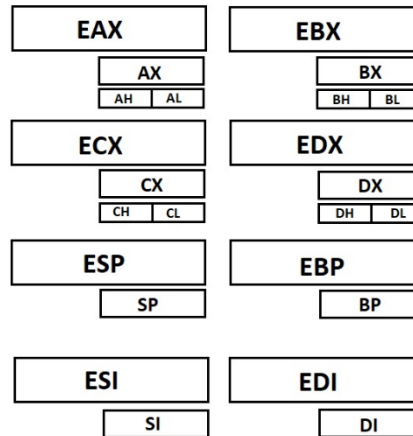 EAX EBX
AX BX
AH AL BH BL
ECX EDX
CX DX
CH CL DH DL
ESP EBP
SP BP
ESI EDI
SI DI